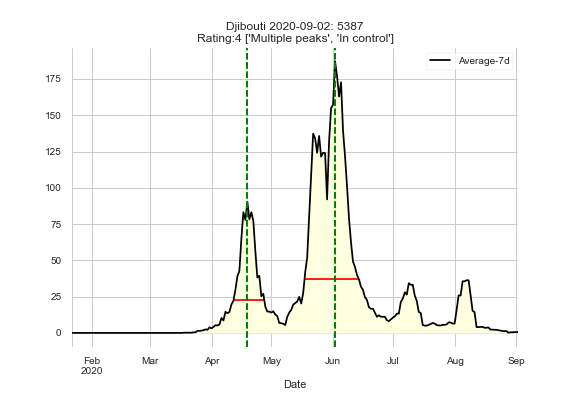 Djibouti 2020-09-02: 5387
Rating:4 ['Multiple peaks', 'In control']
Average-7d
175
150
125
100
75
50
25
0
Feb
2020
Mar
Apr
May
Jun
Jul
Aug
Sep
Date